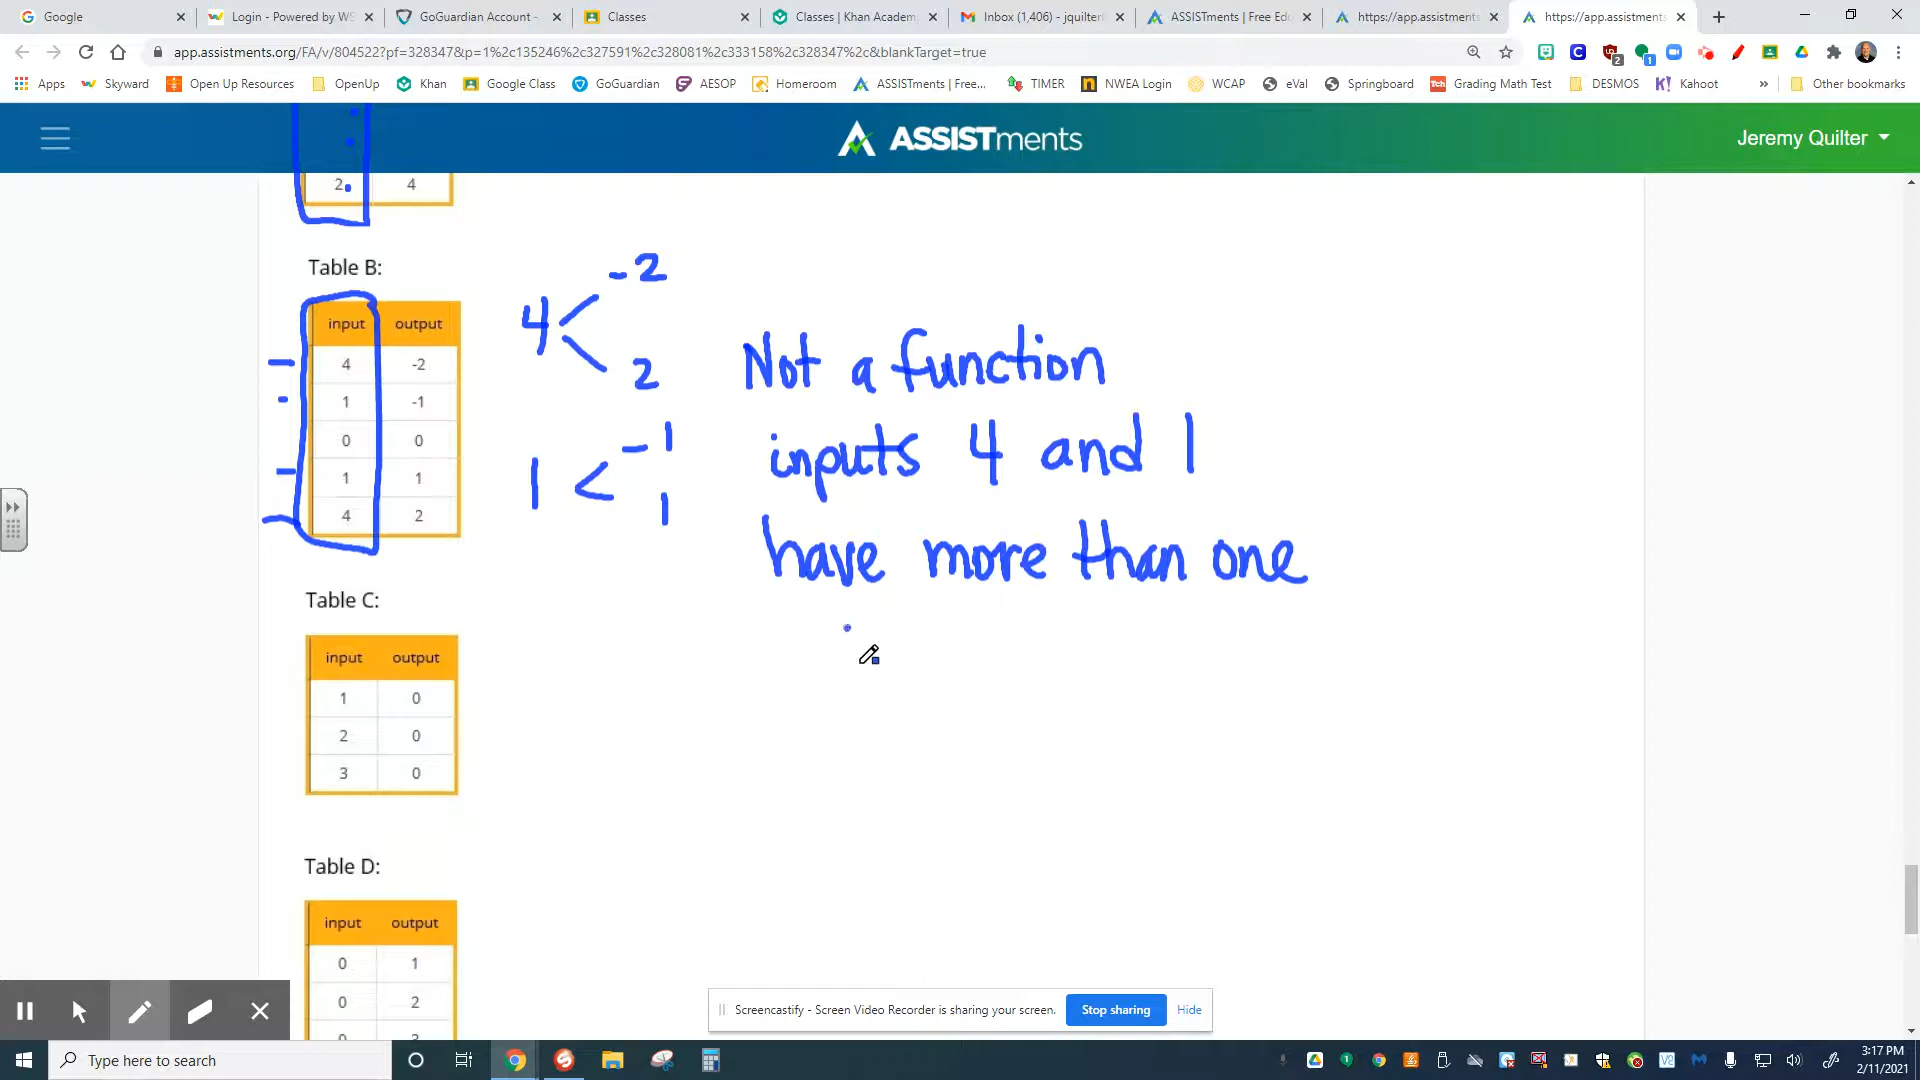 Google
Login - Powered by WS
GoGuardian Account -
Classes
Classes | Khan Academ
Inbox (1,406) - jquilter
ASSISTments | Free Edu
https://app.assistments
https://app.assistments
app.assistments.org/FA/v/804522?pf=328347&p=1%2c135246%2c327591%2c328081%2c333158%2c328347%2c&blankTarget=true
Apps
Skyward
Open Up Resources
OpenUp
Khan
Google Class
GoGuardian
AESOP
Homeroom
ASSISTments | Free...
TIMER
NWEA Login
WCAP
eVal
Springboard
Grading Math Test
DESMOS
Kahoot
Other bookmarks
ASSISTments
Jeremy Quilter
2 4
Table B:
input output
4 -2
1 -1
0 0
1 1
4 2
4 < -2
2
1 < -1
1
Not a function
inputs 4 and 1
have more than one
Table C:
input output
1 0
2 0
3 0
Table D:
input output
0 1
0 2
Screencastify - Screen Video Recorder is sharing your screen.
Stop sharing
Hide
Type here to search
3:17 PM
2/11/2021